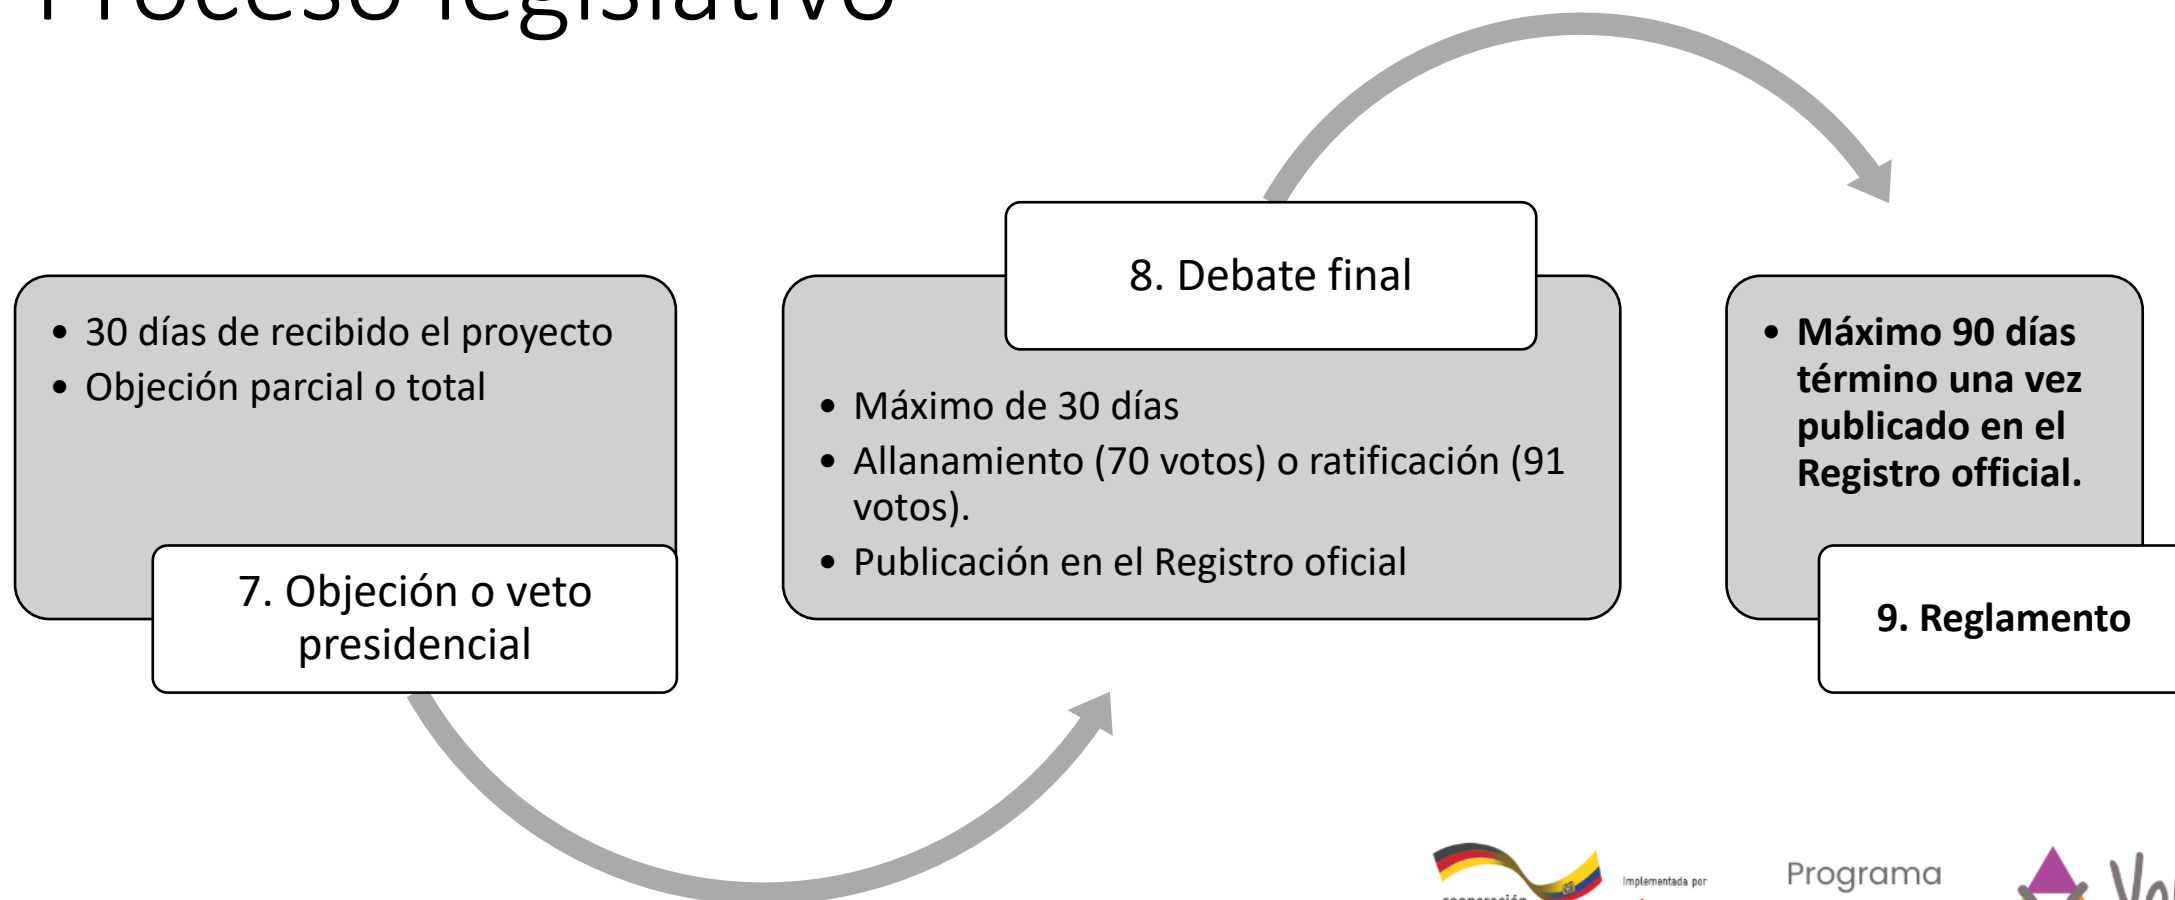 Proceso legislativo
• 30 días de recibido el proyecto
• Objeción parcial o total
7. Objeción o veto
presidencial
8. Debate final
• Máximo de 30 días
• Allanamiento (70 votos) o ratificación (91
votos).
• Publicación en el Registro oficial
• Máximo 90 días
término una vez
publicado en el
Registro official.
9. Reglamento
cooperación
Implementada por
Programa